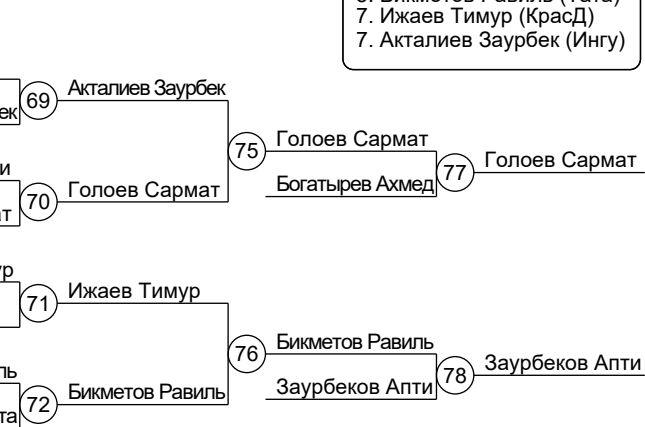 7. Ижаев Тимур (КрасД)
7. Акталиев Заурбек (Ингу)
69 Акталиев Заурбек
75 Голоев Сармат
77 Голоев Сармат
Богатырев Ахмед
70 Голоев Сармат
71 Ижаев Тимур
76 Бикметов Равиль
78 Заурбеков Апти
Заурбеков Апти
72 Бикметов Равиль